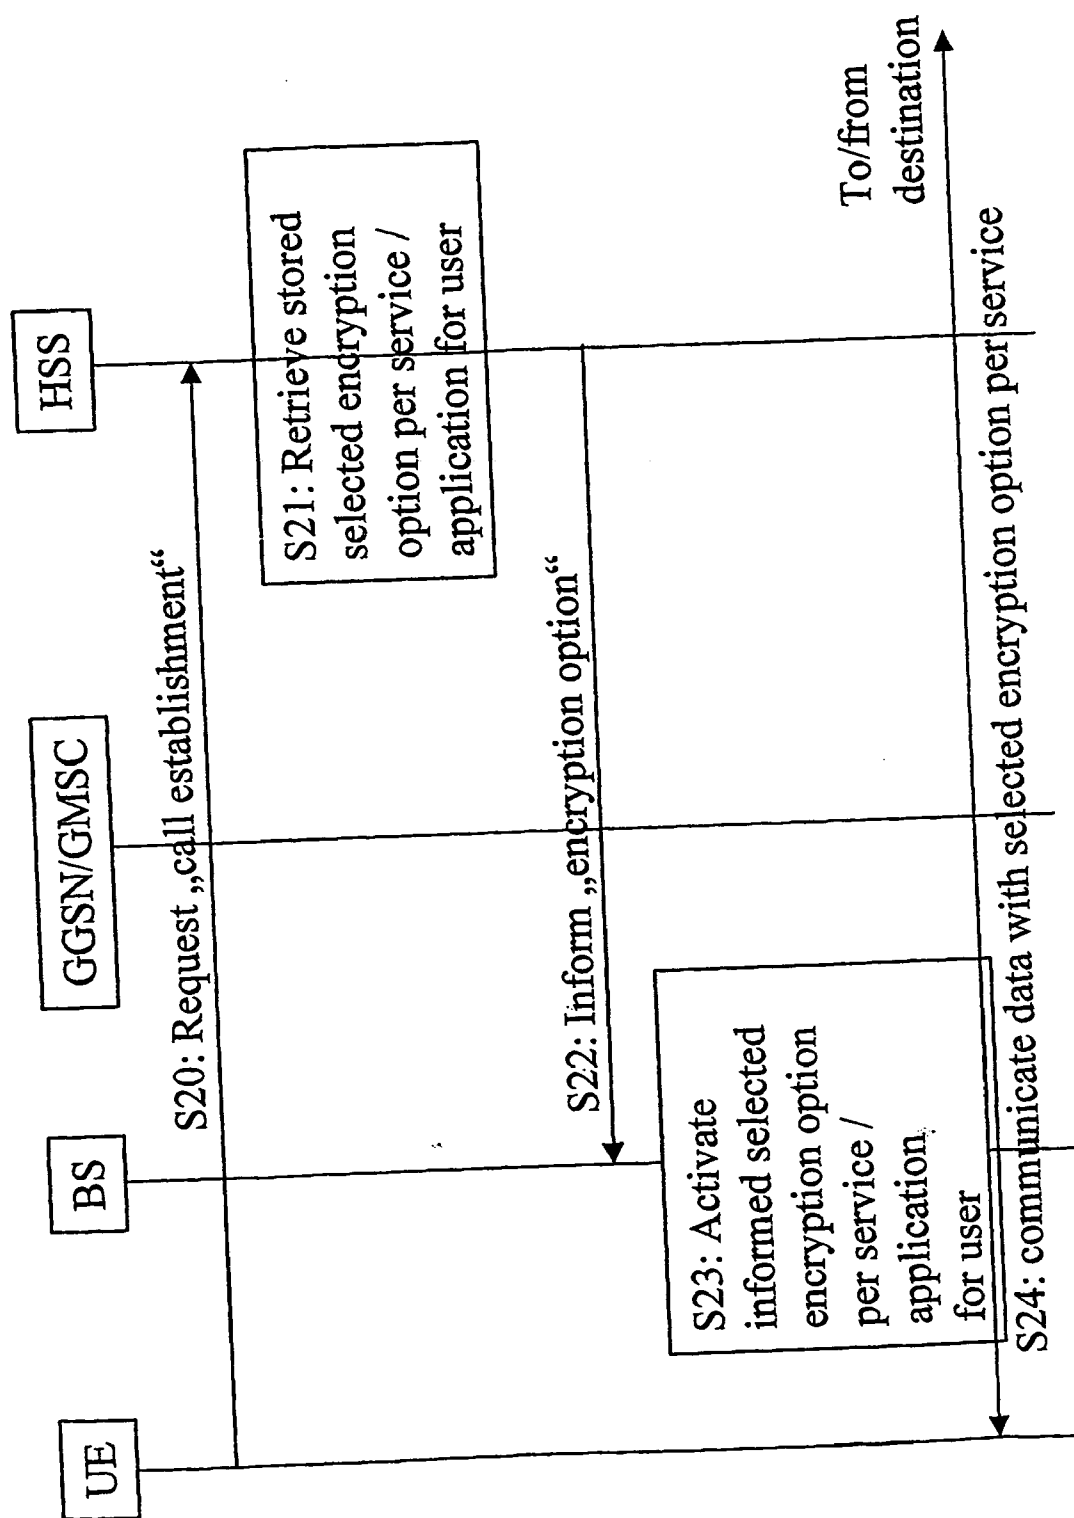 UE
BS
GGSN/GMSC
HSS
S20: Request „call establishment“
S21: Retrieve stored
selected encryption
option per service /
application for user
S22: Inform „encryption option“
S23: Activate
informed selected
encryption option
per service /
application
for user
To/from
destination
S24: communicate data with selected encryption option per service